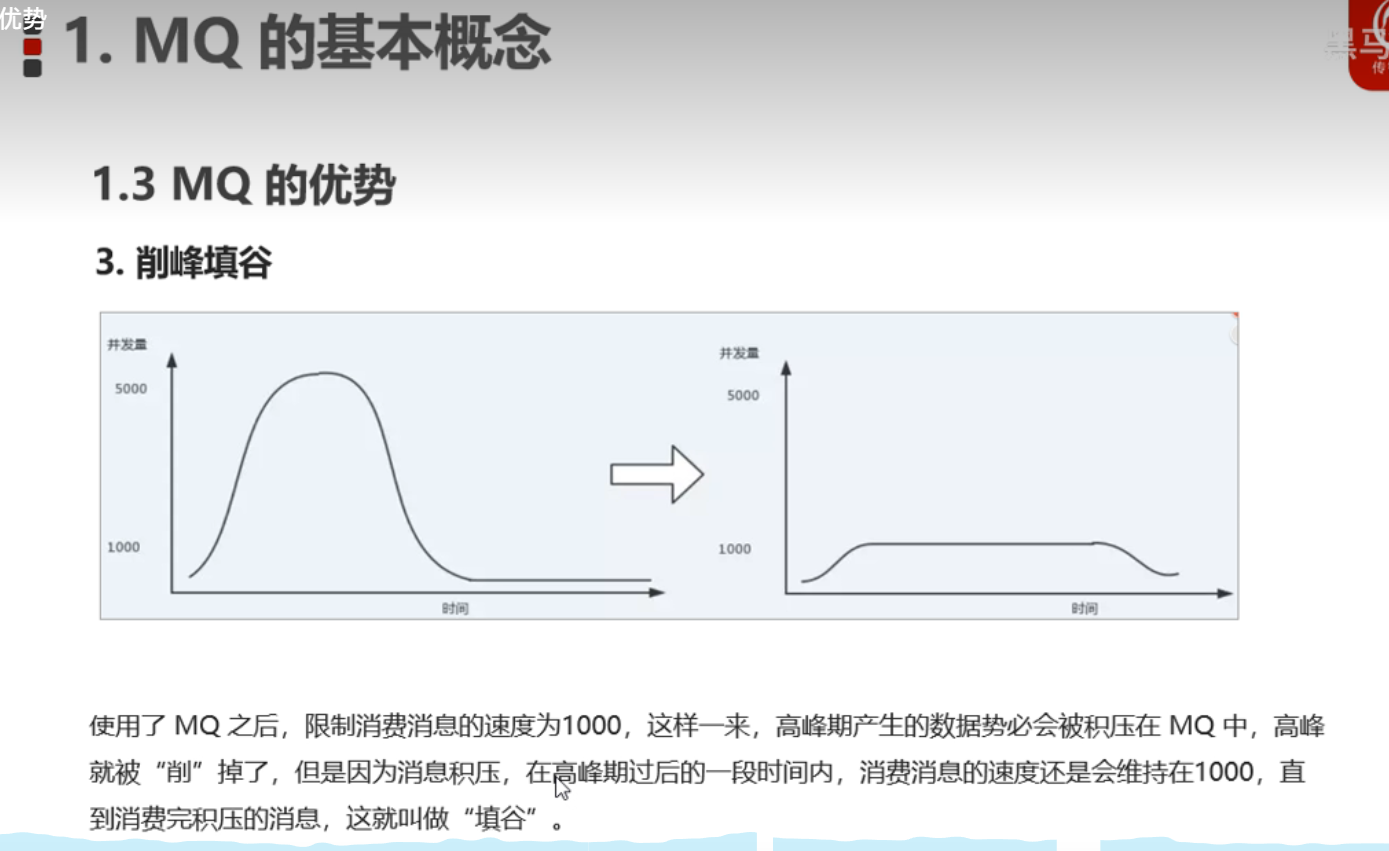 优势
1. MQ 的基本概念
黑马
传
1.3 MQ 的优势
3. 削峰填谷
并发量
5000
1000
时间
并发量
5000
1000
时间
使用了 MQ 之后，限制消费消息的速度为1000，这样一来，高峰期产生的数据势必会被积压在 MQ 中，高峰
就被“削”掉了，但是因为消息积压，在高峰期过后的一段时间内，消费消息的速度还是会维持在1000，直
到消费完积压的消息，这就叫做“填谷”。